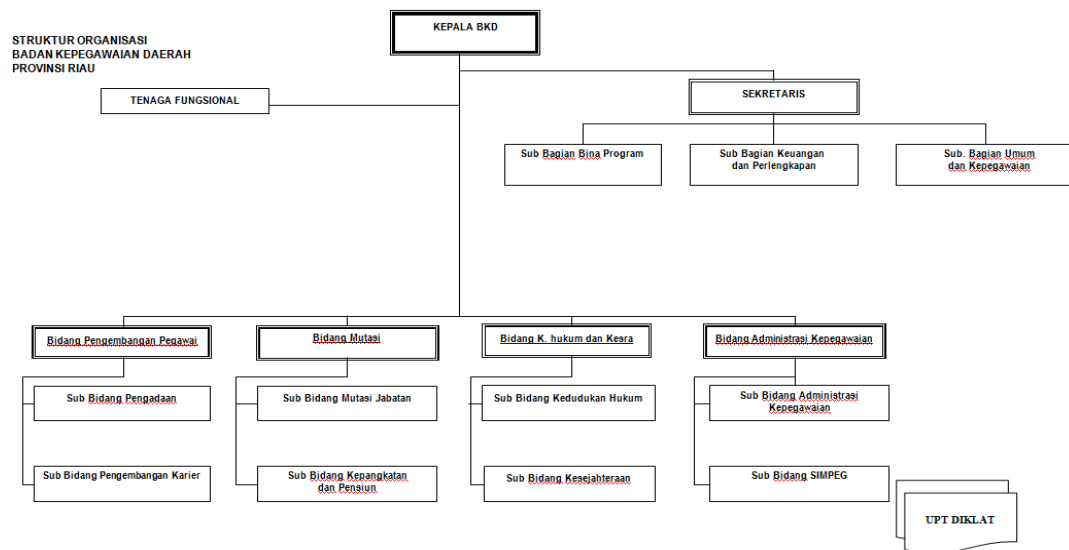 STRUKTUR ORGANISASI
BADAN KEPEGAWAIAN DAERAH
PROVINSI RIAU
KEPALA BKD
TENAGA FUNGSIONAL
SEKRETARIS
Sub Bagian Bina Program
Sub Bagian Keuangan
dan Perlengkapan
Sub. Bagian Umum
dan Kepegawaian
Bidang Pengembangan Pegawai
Bidang Mutasi
Bidang K. hukum dan Kesra
Bidang Administrasi Kepegawaian
Sub Bidang Pengadaan
Sub Bidang Mutasi Jabatan
Sub Bidang Kedudukan Hukum
Sub Bidang Administrasi
Kepegawaian
Sub Bidang Pengembangan Karier
Sub Bidang Kepangkatan
dan Pensiun
Sub Bidang Kesejahteraan
Sub Bidang SIMPEG
UPT DIKLAT